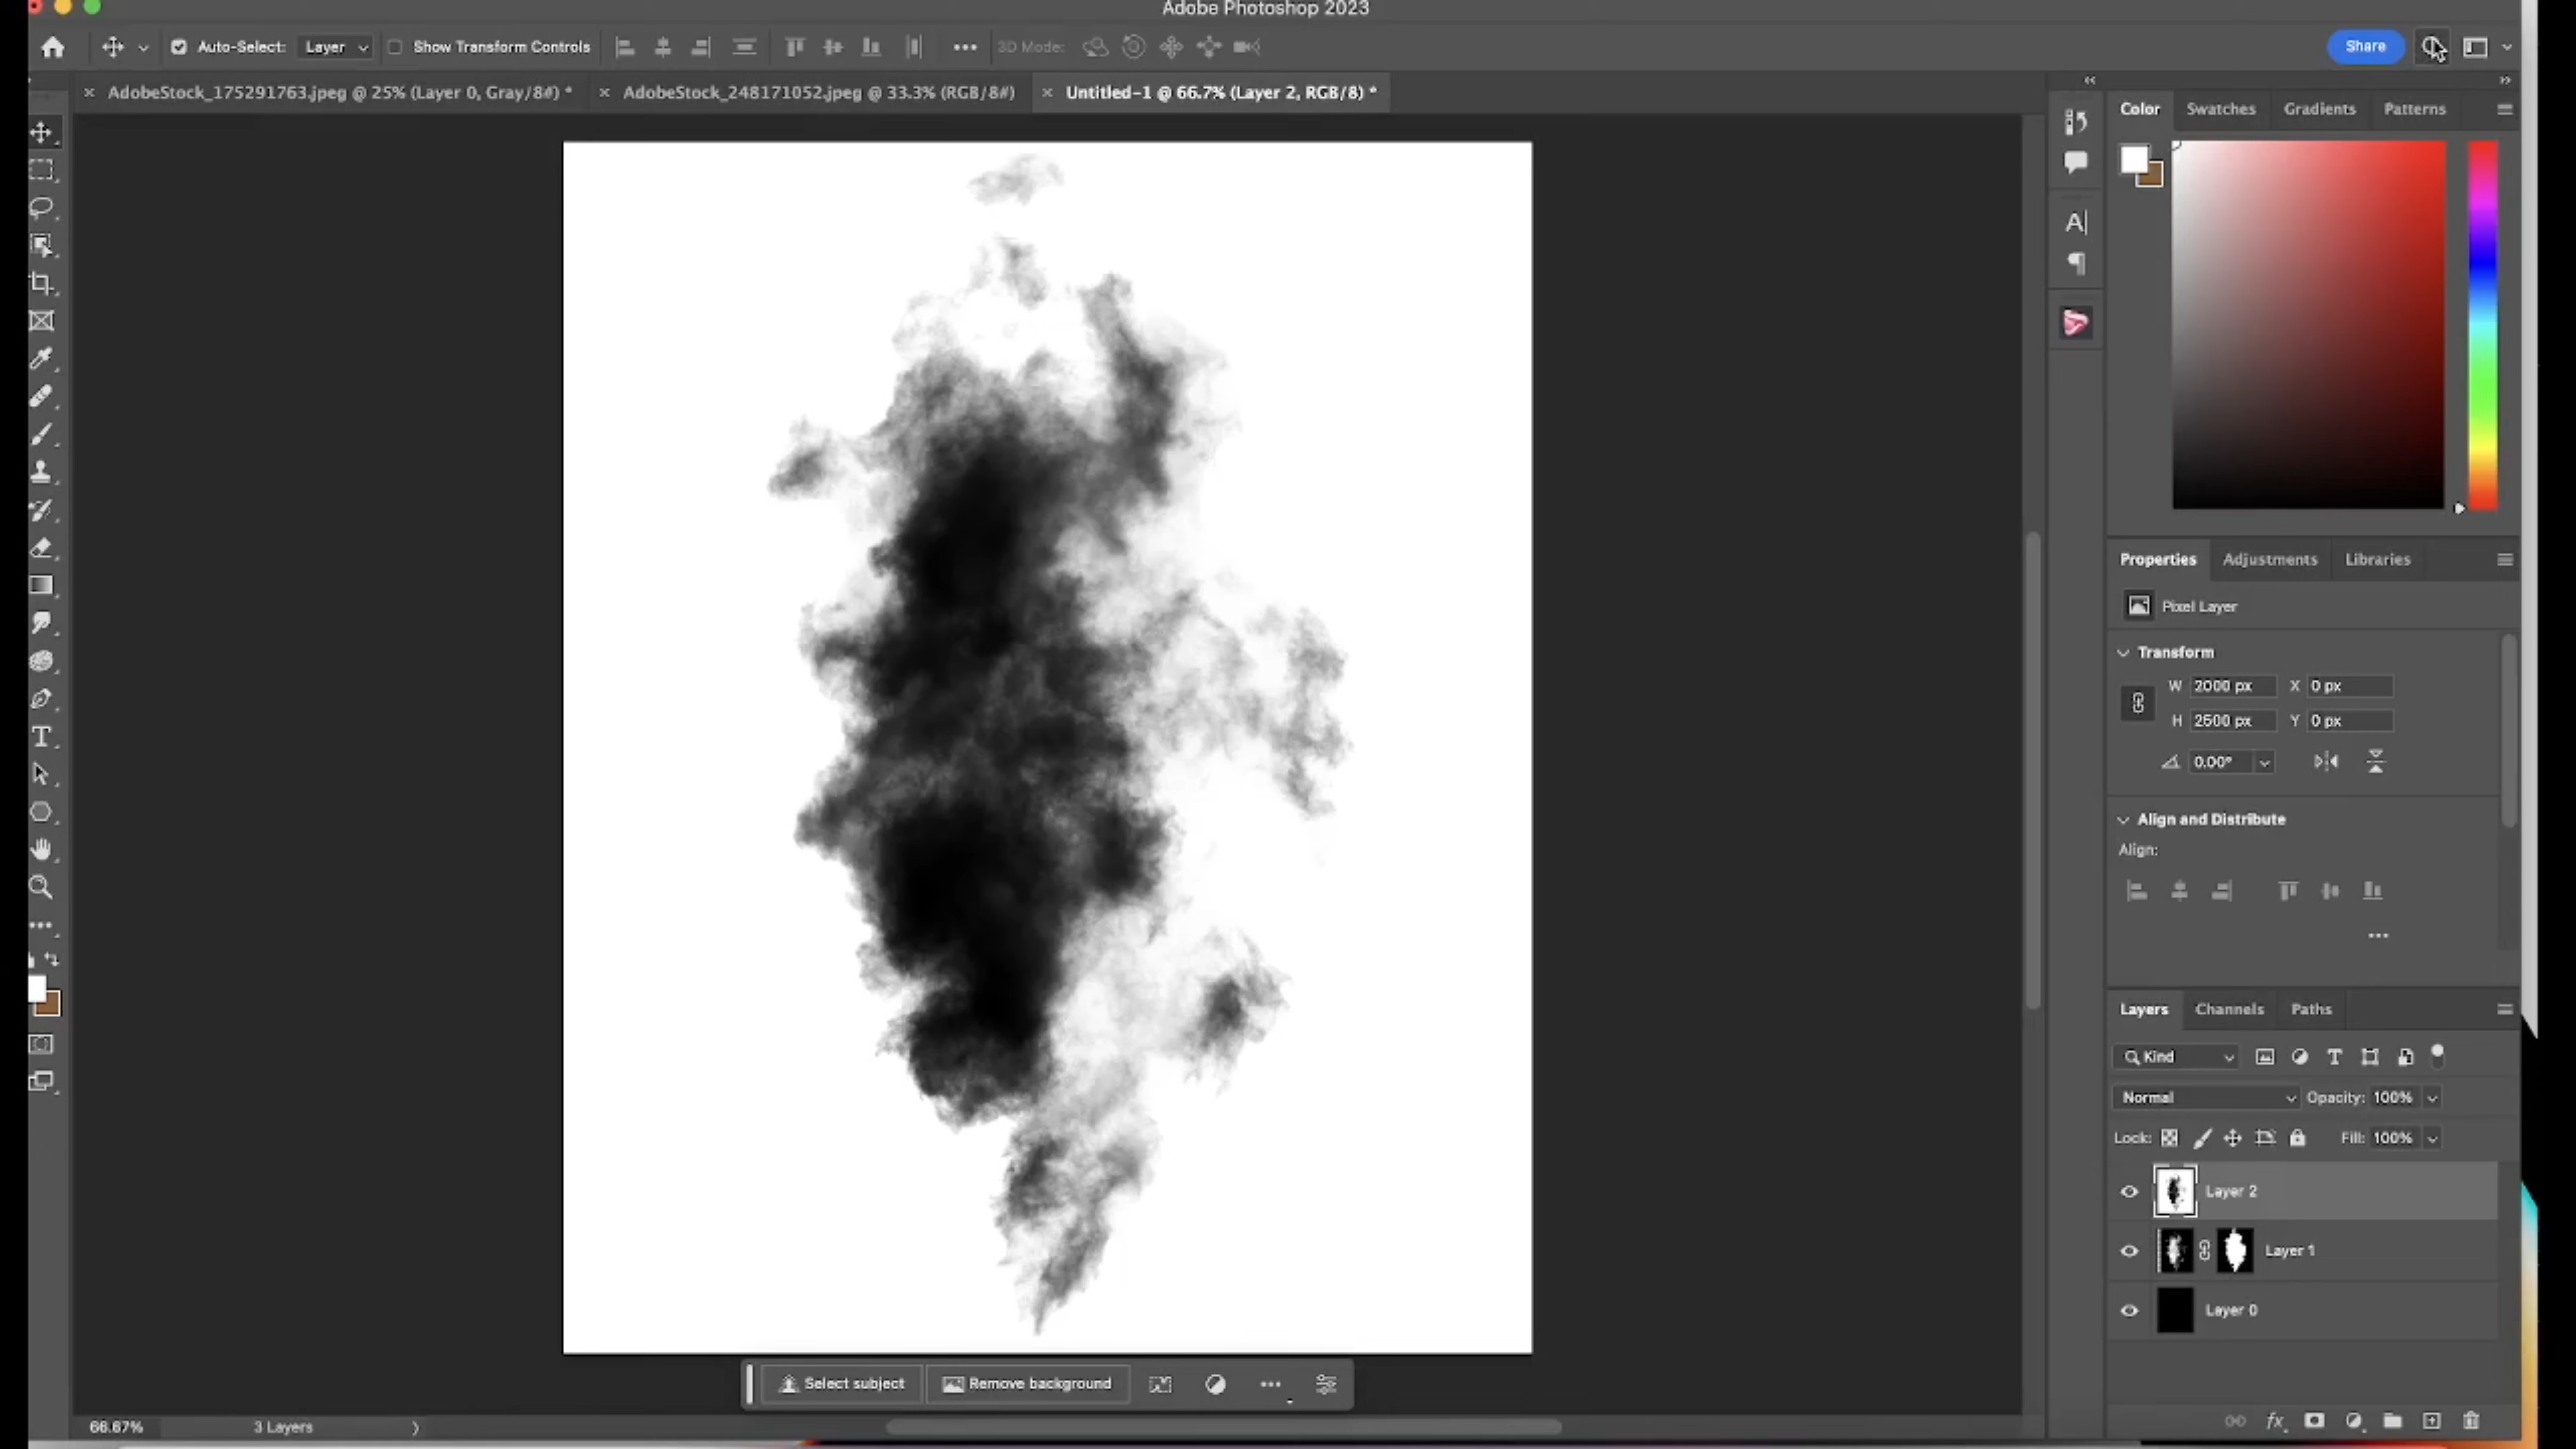 Adobe Photoshop 2023
Auto-Select: Layer Show Transform Controls 3D Mode: Share
AdobeStock_175291763.jpeg @ 25% (Layer 0, Gray/8#) * AdobeStock_248171052.jpeg @ 33.3% (RGB/8#) Untitled-1 @ 66.7% (Layer 2, RGB/8) *
Color Swatches Gradients Patterns
Properties Adjustments Libraries
Pixel Layer
Transform
W 2000 px X 0 px
H 2500 px Y 0 px
0.00°
Align and Distribute
Align:
Layers Channels Paths
Kind
Normal Opacity: 100%
Lock: Fill: 100%
Layer 2
Layer 1
Layer 0
Select subject Remove background
66.67% 3 Layers